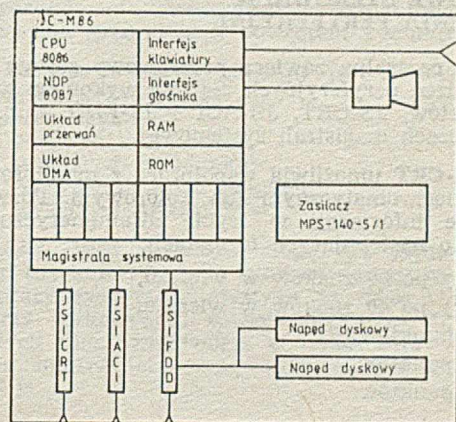 JC-M86
CPU
8086
Interfejs
klawiatury
NDP
8087
Interfejs
głośnika
Układ
przerwań
RAM
Układ
DMA
ROM
Magistrala systemowa
Zasilacz
MPS-140-5/1
JSICRT
JSIACI
JSIFDD
Napęd dyskowy
Napęd dyskowy